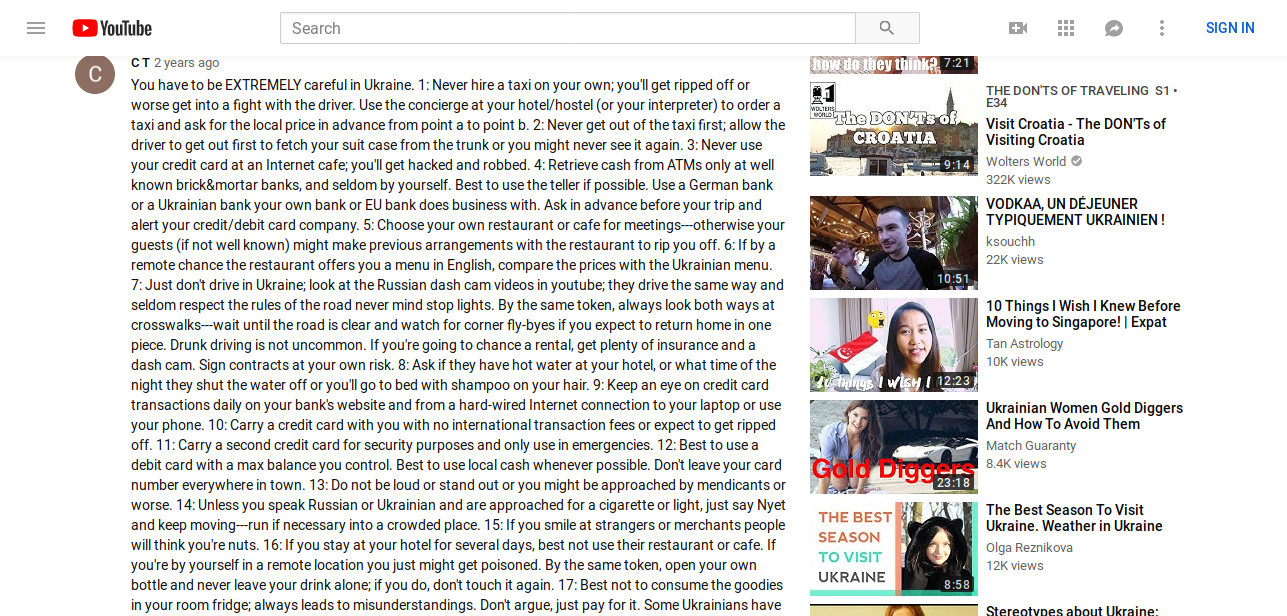 YouTube
Search
SIGN IN
C
C T 2 years ago
You have to be EXTREMELY careful in Ukraine. 1: Never hire a taxi on your own; you'll get ripped off or
worse get into a fight with the driver. Use the concierge at your hotel/hostel (or your interpreter) to order a
taxi and ask for the local price in advance from point a to point b. 2: Never get out of the taxi first; allow the
driver to get out first to fetch your suit case from the trunk or you might never see it again. 3: Never use
your credit card at an Internet cafe; you'll get hacked and robbed. 4: Retrieve cash from ATMs only at well
known brick&mortar banks, and seldom by yourself. Best to use the teller if possible. Use a German bank
or a Ukrainian bank your own bank or EU bank does business with. Ask in advance before your trip and
alert your credit/debit card company. 5: Choose your own restaurant or cafe for meetings---otherwise your
guests (if not well known) might make previous arrangements with the restaurant to rip you off. 6: If by a
remote chance the restaurant offers you a menu in English, compare the prices with the Ukrainian menu.
7: Just don't drive in Ukraine; look at the Russian dash cam videos in youtube; they drive the same way and
seldom respect the rules of the road never mind stop lights. By the same token, always look both ways at
crosswalks---wait until the road is clear and watch for corner fly-byes if you expect to return home in one
piece. Drunk driving is not uncommon. If you're going to chance a rental, get plenty of insurance and a
dash cam. Sign contracts at your own risk. 8: Ask if they have hot water at your hotel, or what time of the
night they shut the water off or you'll go to bed with shampoo on your hair. 9: Keep an eye on credit card
transactions daily on your bank's website and from a hard-wired Internet connection to your laptop or use
your phone. 10: Carry a credit card with you with no international transaction fees or expect to get ripped
off. 11: Carry a second credit card for security purposes and only use in emergencies. 12: Best to use a
debit card with a max balance you control. Best to use local cash whenever possible. Don't leave your card
number everywhere in town. 13: Do not be loud or stand out or you might be approached by mendicants or
worse. 14: Unless you speak Russian or Ukrainian and are approached for a cigarette or light, just say Nyet
and keep moving---run if necessary into a crowded place. 15: If you smile at strangers or merchants people
will think you're nuts. 16: If you stay at your hotel for several days, best not use their restaurant or cafe. If
you're by yourself in a remote location you just might get poisoned. By the same token, open your own
bottle and never leave your drink alone; if you do, don't touch it again. 17: Best not to consume the goodies
in your room fridge; always leads to misunderstandings. Don't argue, just pay for it. Some Ukrainians have
how do they think?
7:21
WOLTERS WORLD
The DON'Ts of
CROATIA
9:14
THE DON'TS OF TRAVELING S1 •
E34
Visit Croatia - The DON'Ts of
Visiting Croatia
Wolters World
322K views
10:51
VODKAA, UN DÉJEUNER
TYPIQUEMENT UKRAINIEN !
ksouchh
22K views
10 Things I Wish I
12:23
10 Things I Wish I Knew Before
Moving to Singapore! | Expat
Tan Astrology
10K views
Gold Diggers
23:18
Ukrainian Women Gold Diggers
And How To Avoid Them
Match Guaranty
8.4K views
THE BEST
SEASON
TO VISIT
UKRAINE
8:58
The Best Season To Visit
Ukraine. Weather in Ukraine
Olga Reznikova
12K views
Stereotypes about Ukraine: